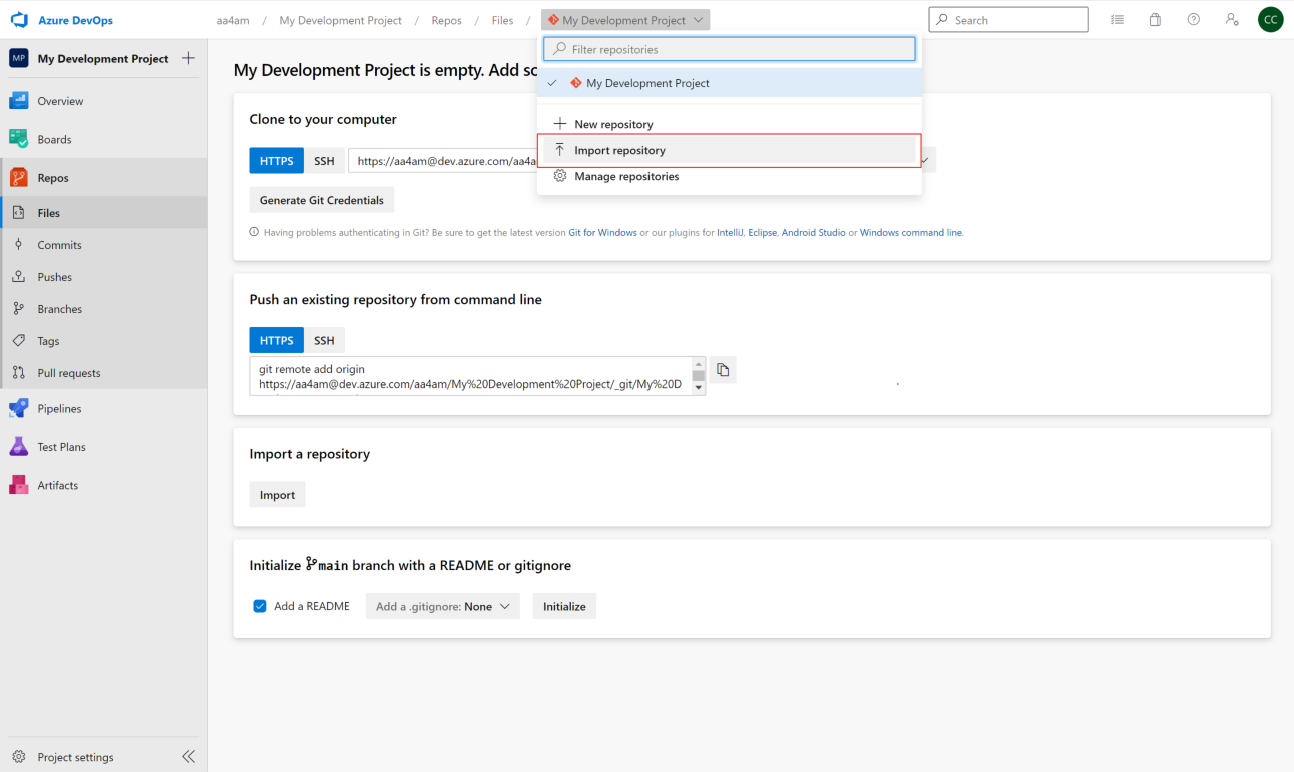 Azure DevOps
aa4am / My Development Project / Repos / Files / My Development Project
Search
CC
MP My Development Project
Overview
Boards
Repos
Files
Commits
Pushes
Branches
Tags
Pull requests
Pipelines
Test Plans
Artifacts
Project settings
Filter repositories
My Development Project
New repository
Import repository
Manage repositories
My Development Project is empty. Add
Clone to your computer
HTTPS SSH https://aa4am@dev.azure.com/aa4a
Generate Git Credentials
Having problems authenticating in Git? Be sure to get the latest version Git for Windows or our plugins for IntelliJ, Eclipse, Android Studio or Windows command line.
Push an existing repository from command line
HTTPS SSH
git remote add origin
https://aa4am@dev.azure.com/aa4am/My%20Development%20Project/_git/My%20D
Import a repository
Import
Initialize main branch with a README or gitignore
Add a README Add a .gitignore: None Initialize